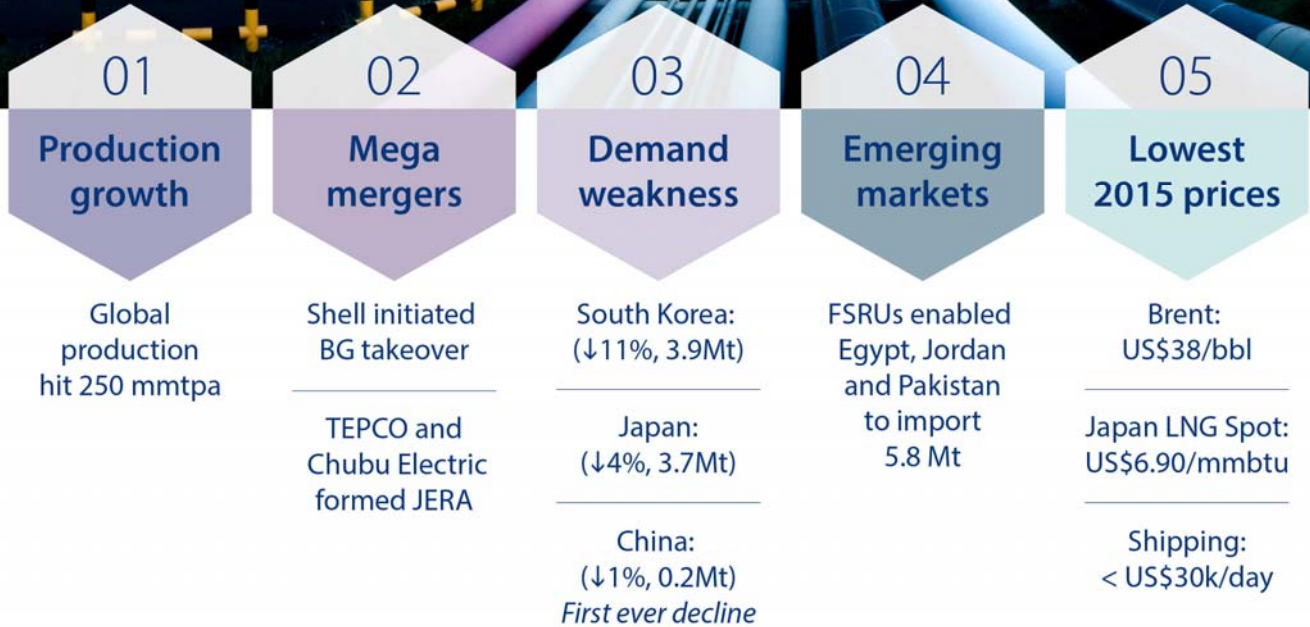 01
Production
growth
Global
production
hit 250 mmtpa
02
Mega
mergers
Shell initiated
BG takeover
TEPCO and
Chubu Electric
formed JERA
03
Demand
weakness
South Korea:
(↓11%, 3.9Mt)
Japan:
(↓4%, 3.7Mt)
China:
(↓1%, 0.2Mt)
First ever decline
04
Emerging
markets
FSRUs enabled
Egypt, Jordan
and Pakistan
to import
5.8 Mt
05
Lowest
2015 prices
Brent:
US$38/bbl
Japan LNG Spot:
US$6.90/mmbtu
Shipping:
< US$30k/day